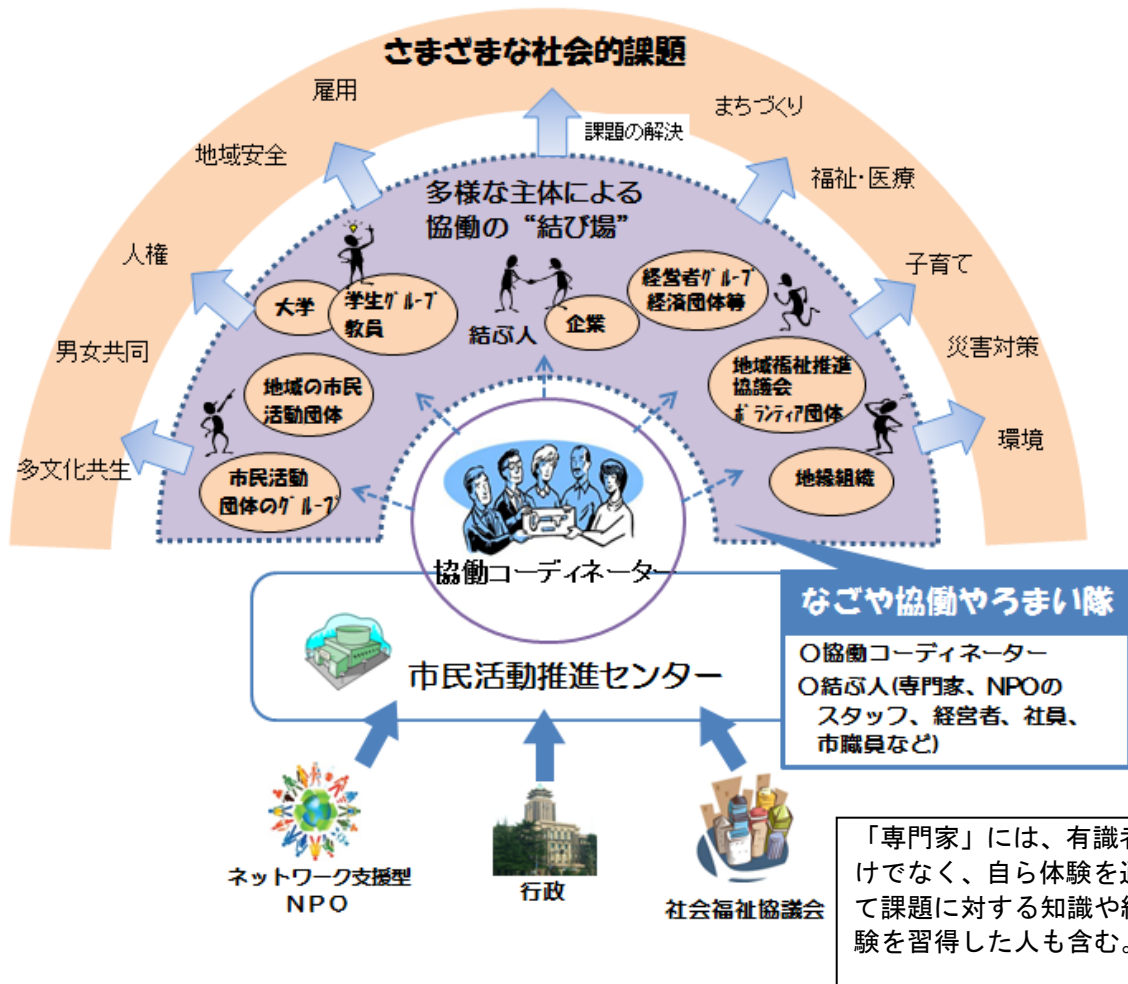 さまざまな社会的課題
雇用
まちづくり
課題の解決
地域安全
福祉・医療
多様な主体による
協働の“結び場”
人権
子育て
大学
学生グループ
教員
結ぶ人
企業
経営者グループ
経済団体等
男女共同
災害対策
地域の市民
活動団体
地域福祉推進
協議会
ボランティア団体
多文化共生
環境
市民活動
団体のグループ
地縁組織
協働コーディネーター
市民活動推進センター
なごや協働やろまい隊
○協働コーディネーター
○結ぶ人(専門家、NPOの
スタッフ、経営者、社員、
市職員など)
ネットワーク支援型
NPO
行政
社会福祉協議会
「専門家」には、有識者
けでなく、自ら体験を
て課題に対する知識や
験を習得した人も含む。